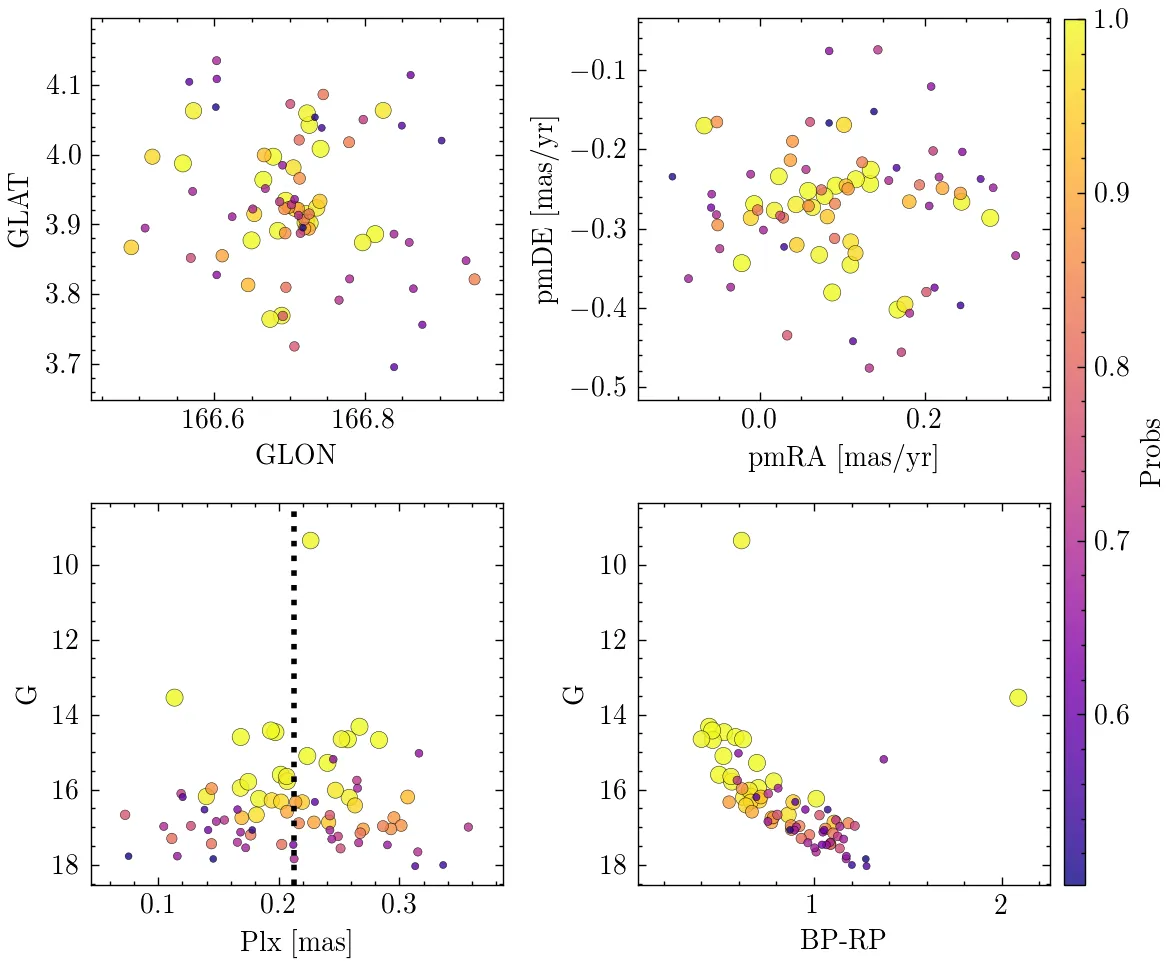 4.1
4.0
3.9
3.8
3.7
GLAT
166.6 166.8
GLON
−0.1
−0.2
−0.3
−0.4
−0.5
pmDE [mas/yr]
0.0 0.2
pmRA [mas/yr]
10
12
14
16
18
G
0.1 0.2 0.3
Plx [mas]
10
12
14
16
18
G
1 2
BP-RP
1.0
0.9
0.8
0.7
0.6
Probs